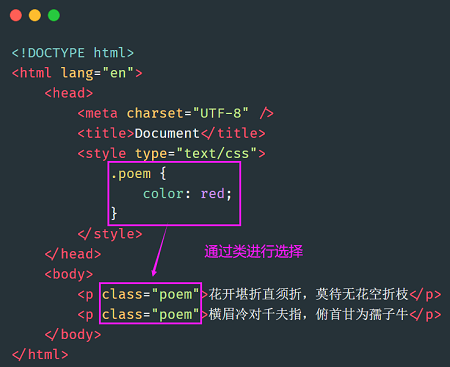 <!DOCTYPE html>
<html lang="en">
    <head>
        <meta charset="UTF-8" />
        <title>Document</title>
        <style type="text/css">
            .poem {
                color: red;
            }
        </style>
通过类进行选择
    </head>
    <body>
        <p class="poem">花开堪折直须折，莫待无花空折枝</p>
        <p class="poem">横眉冷对千夫指，俯首甘为孺子牛</p>
    </body>
</html>